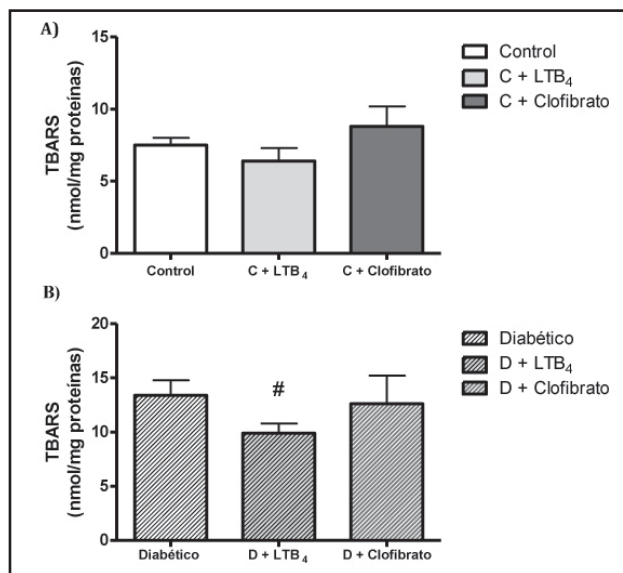 A)
15
10
5
0
TBARS
(nmol/mg proteínas)
Control
C + LTB₄
C + Clofibrato
Control
C + LTB₄
C + Clofibrato
B)
20
15
10
5
0
TBARS
(nmol/mg proteínas)
#
Diabético
D + LTB₄
D + Clofibrato
Diabético
D + LTB₄
D + Clofibrato